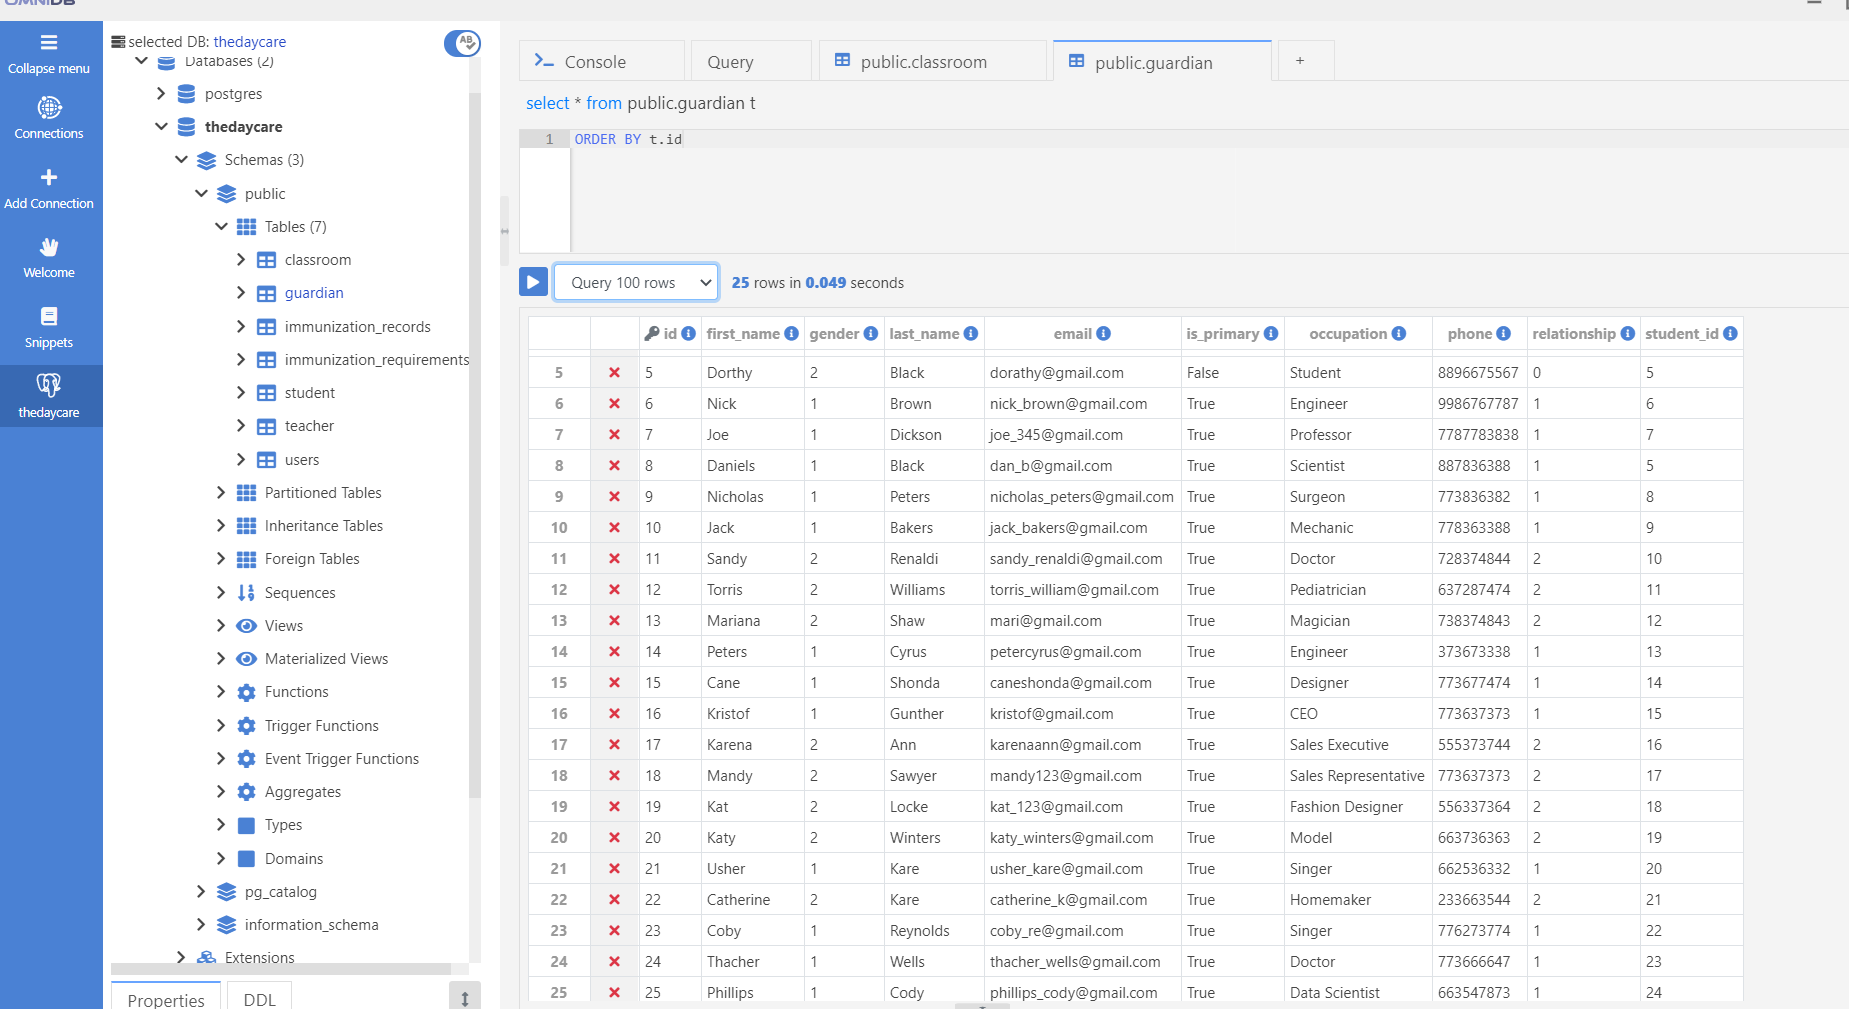 OMNIDB
Collapse menu
Connections
Add Connection
Welcome
Snippets
thedaycare
selected DB: thedaycare
Databases (2)
postgres
thedaycare
Schemas (3)
public
Tables (7)
classroom
guardian
immunization_records
immunization_requirements
student
teacher
users
Partitioned Tables
Inheritance Tables
Foreign Tables
Sequences
Views
Materialized Views
Functions
Trigger Functions
Event Trigger Functions
Aggregates
Types
Domains
pg_catalog
information_schema
Extensions
Properties DDL
Console Query public.classroom public.guardian +
select * from public.guardian t
1 ORDER BY t.id
Query 100 rows 25 rows in 0.049 seconds
id first_name gender last_name email is_primary occupation phone relationship student_id
5 5 Dorthy 2 Black dorathy@gmail.com False Student 8896675567 0 5
6 6 Nick 1 Brown nick_brown@gmail.com True Engineer 9986767787 1 6
7 7 Joe 1 Dickson joe_345@gmail.com True Professor 7787783838 1 7
8 8 Daniels 1 Black dan_b@gmail.com True Scientist 887836388 1 5
9 9 Nicholas 1 Peters nicholas_peters@gmail.com True Surgeon 773836382 1 8
10 10 Jack 1 Bakers jack_bakers@gmail.com True Mechanic 778363388 1 9
11 11 Sandy 2 Renaldi sandy_renaldi@gmail.com True Doctor 728374844 2 10
12 12 Torris 2 Williams torris_william@gmail.com True Pediatrician 637287474 2 11
13 13 Mariana 2 Shaw mari@gmail.com True Magician 738374843 2 12
14 14 Peters 1 Cyrus petercyrus@gmail.com True Engineer 373673338 1 13
15 15 Cane 1 Shonda caneshonda@gmail.com True Designer 773677474 1 14
16 16 Kristof 1 Gunther kristof@gmail.com True CEO 773637373 1 15
17 17 Karena 2 Ann karenaann@gmail.com True Sales Executive 555373744 2 16
18 18 Mandy 2 Sawyer mandy123@gmail.com True Sales Representative 773637373 2 17
19 19 Kat 2 Locke kat_123@gmail.com True Fashion Designer 556337364 2 18
20 20 Katy 2 Winters katy_winters@gmail.com True Model 663736363 2 19
21 21 Usher 1 Kare usher_kare@gmail.com True Singer 662536332 1 20
22 22 Catherine 2 Kare catherine_k@gmail.com True Homemaker 233663544 2 21
23 23 Coby 1 Reynolds coby_re@gmail.com True Singer 776273774 1 22
24 24 Thacher 1 Wells thacher_wells@gmail.com True Doctor 773666647 1 23
25 25 Phillips 1 Cody phillips_cody@gmail.com True Data Scientist 663547873 1 24